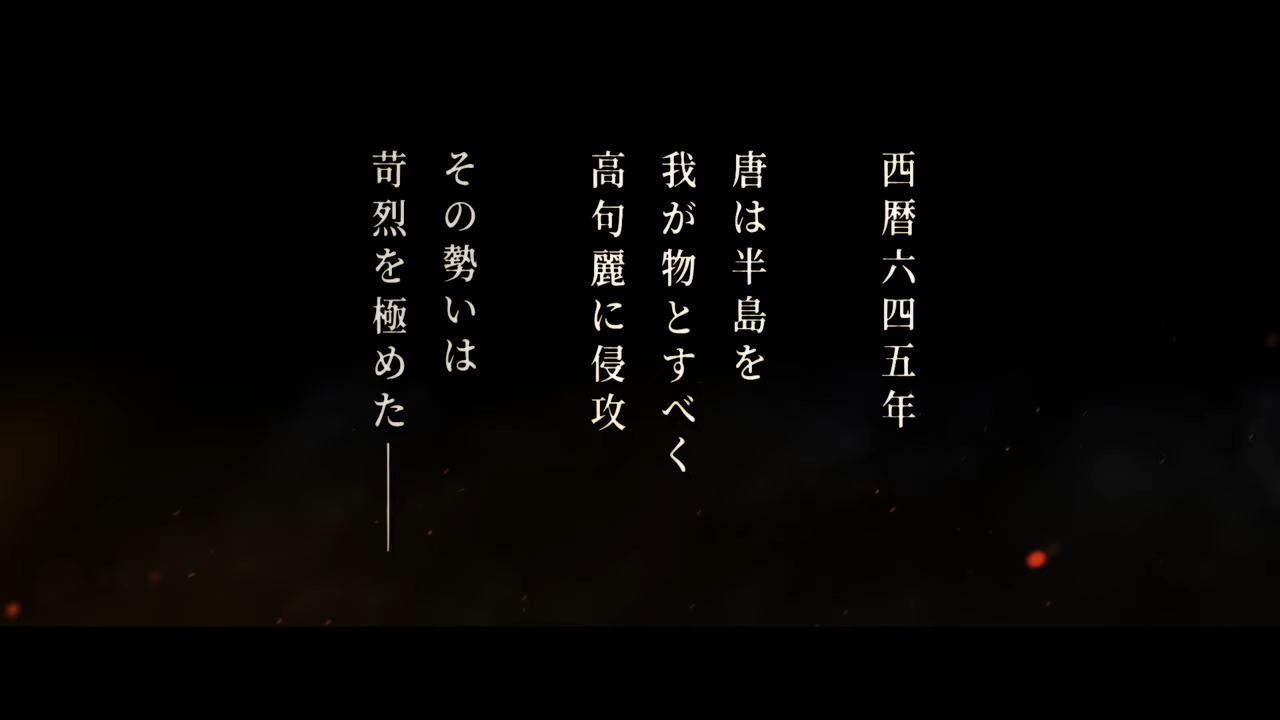 西暦六四五年
唐は半島を
我が物とすべく
高句麗に侵攻
その勢いは
苛烈を極めた――